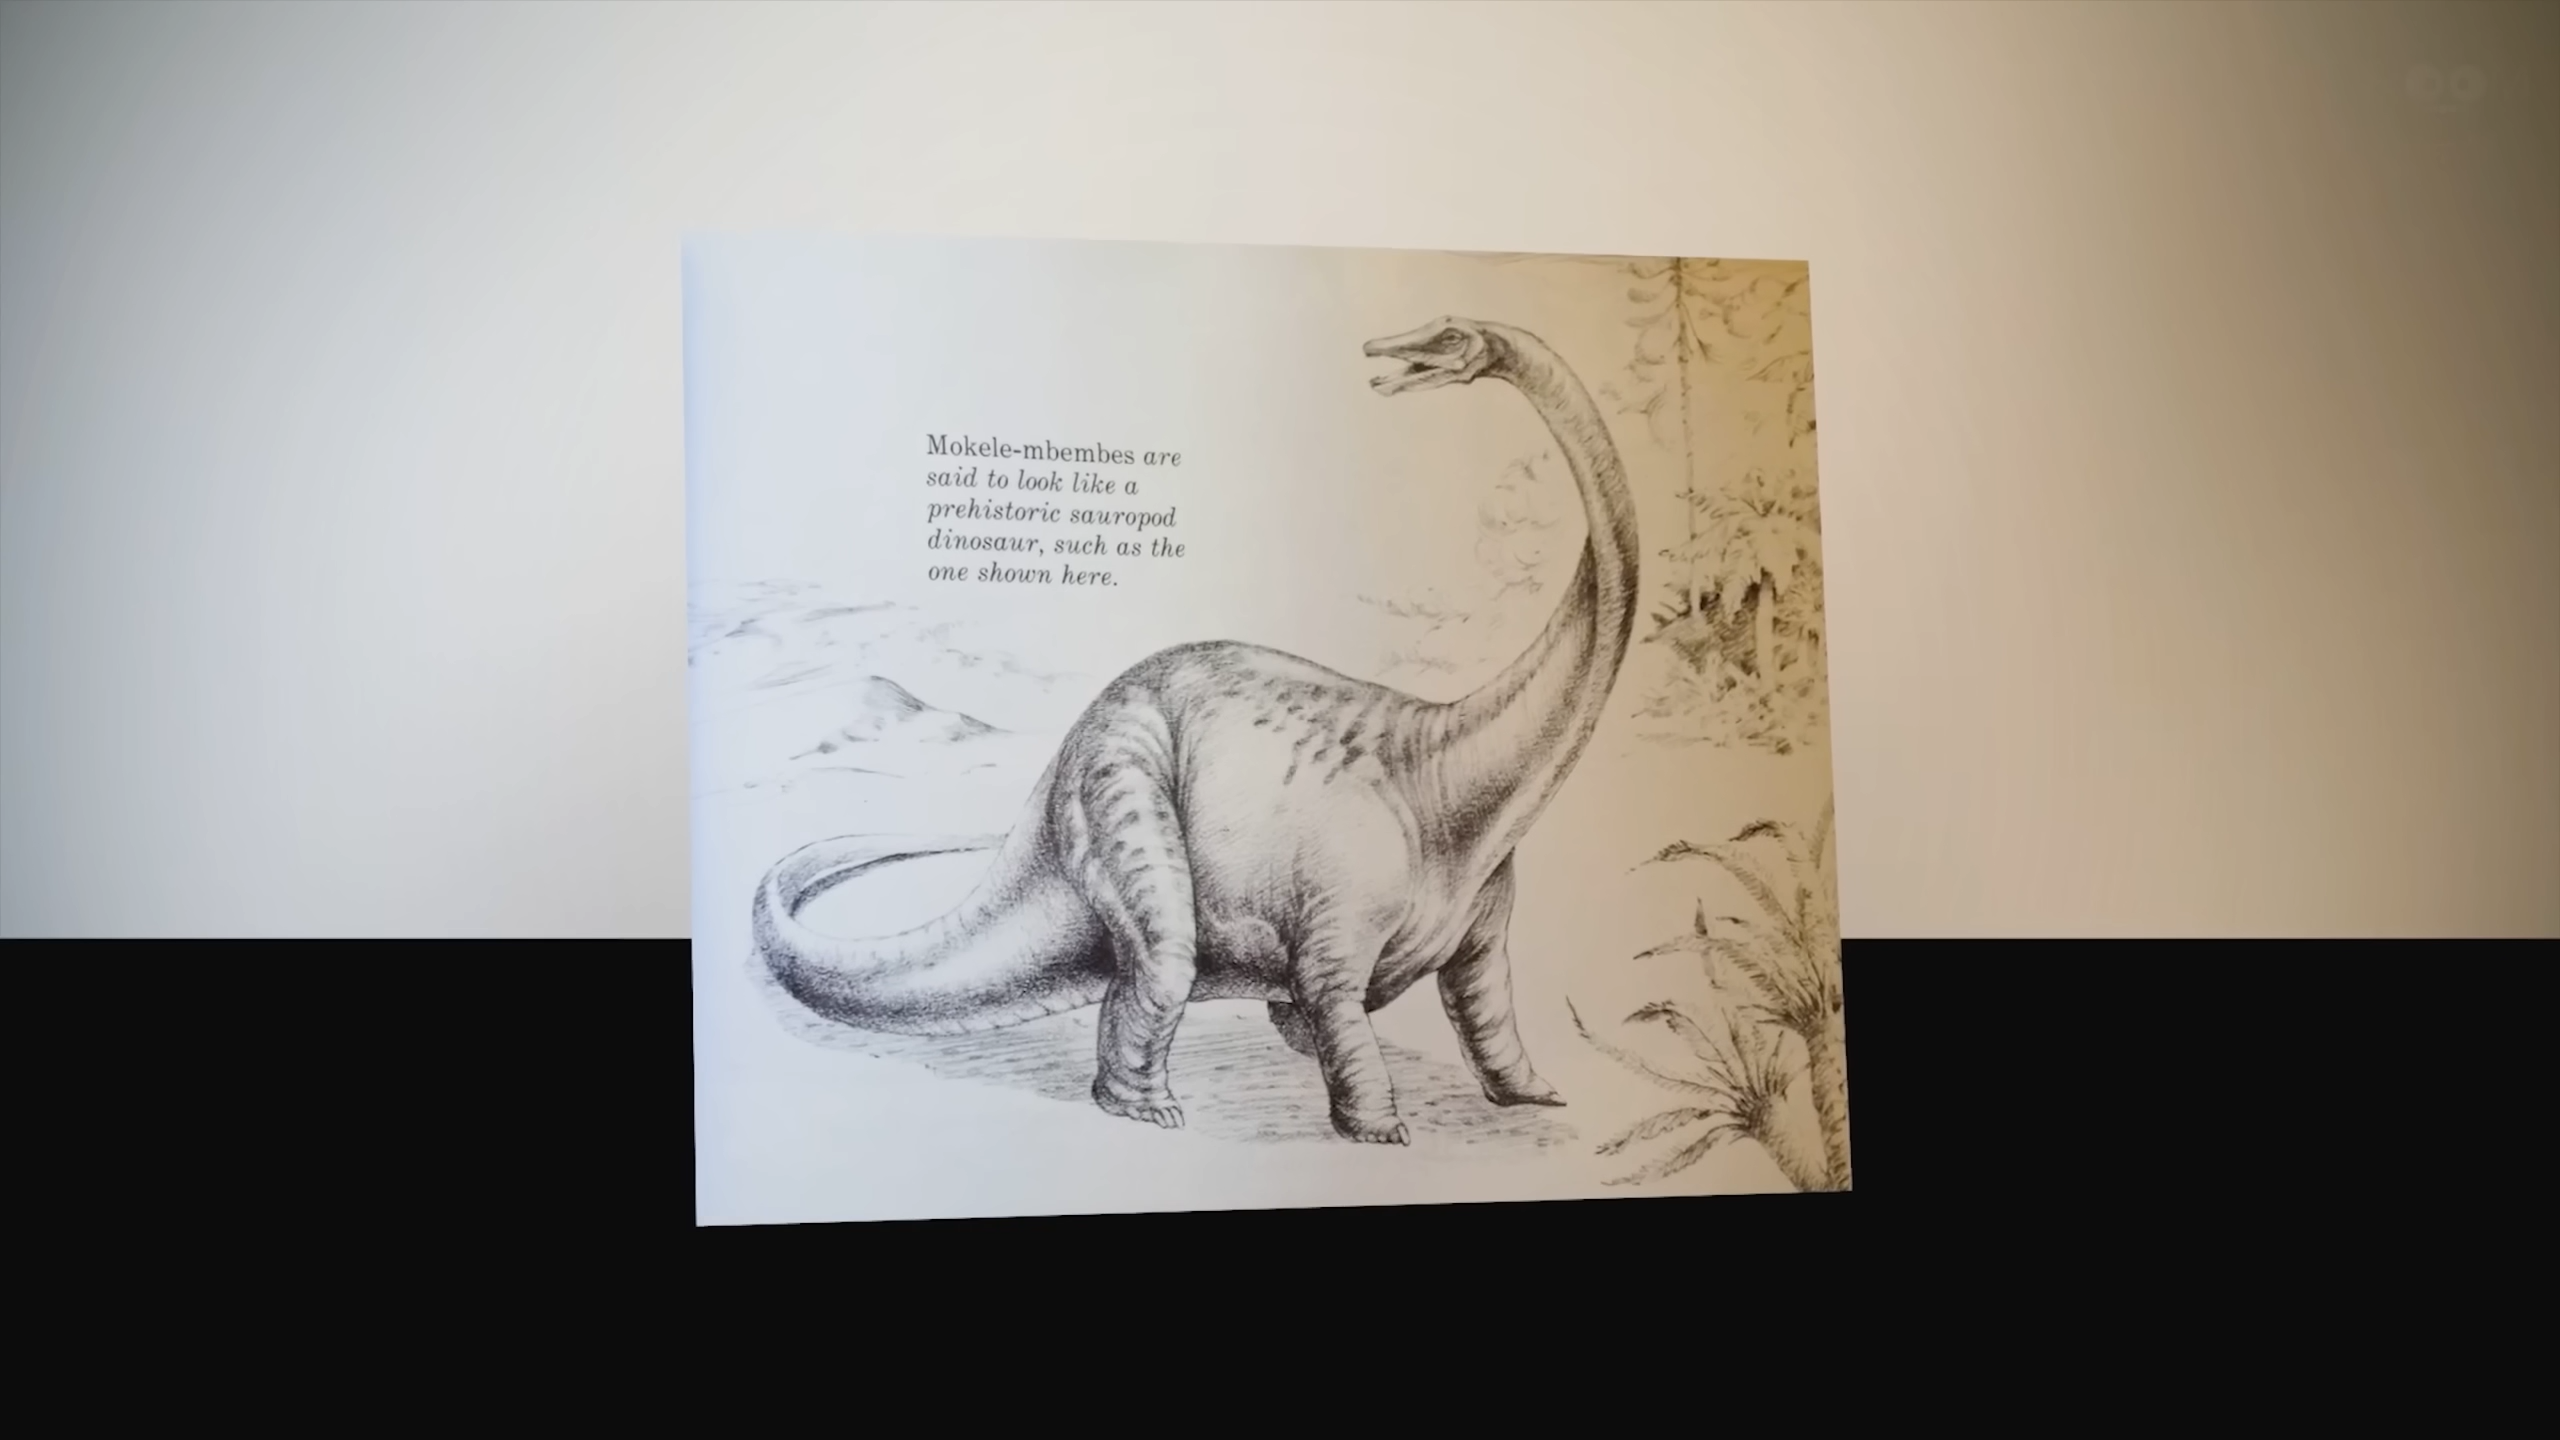 Mokele-mbembes are
said to look like a
prehistoric sauropod
dinosaur, such as the
one shown here.